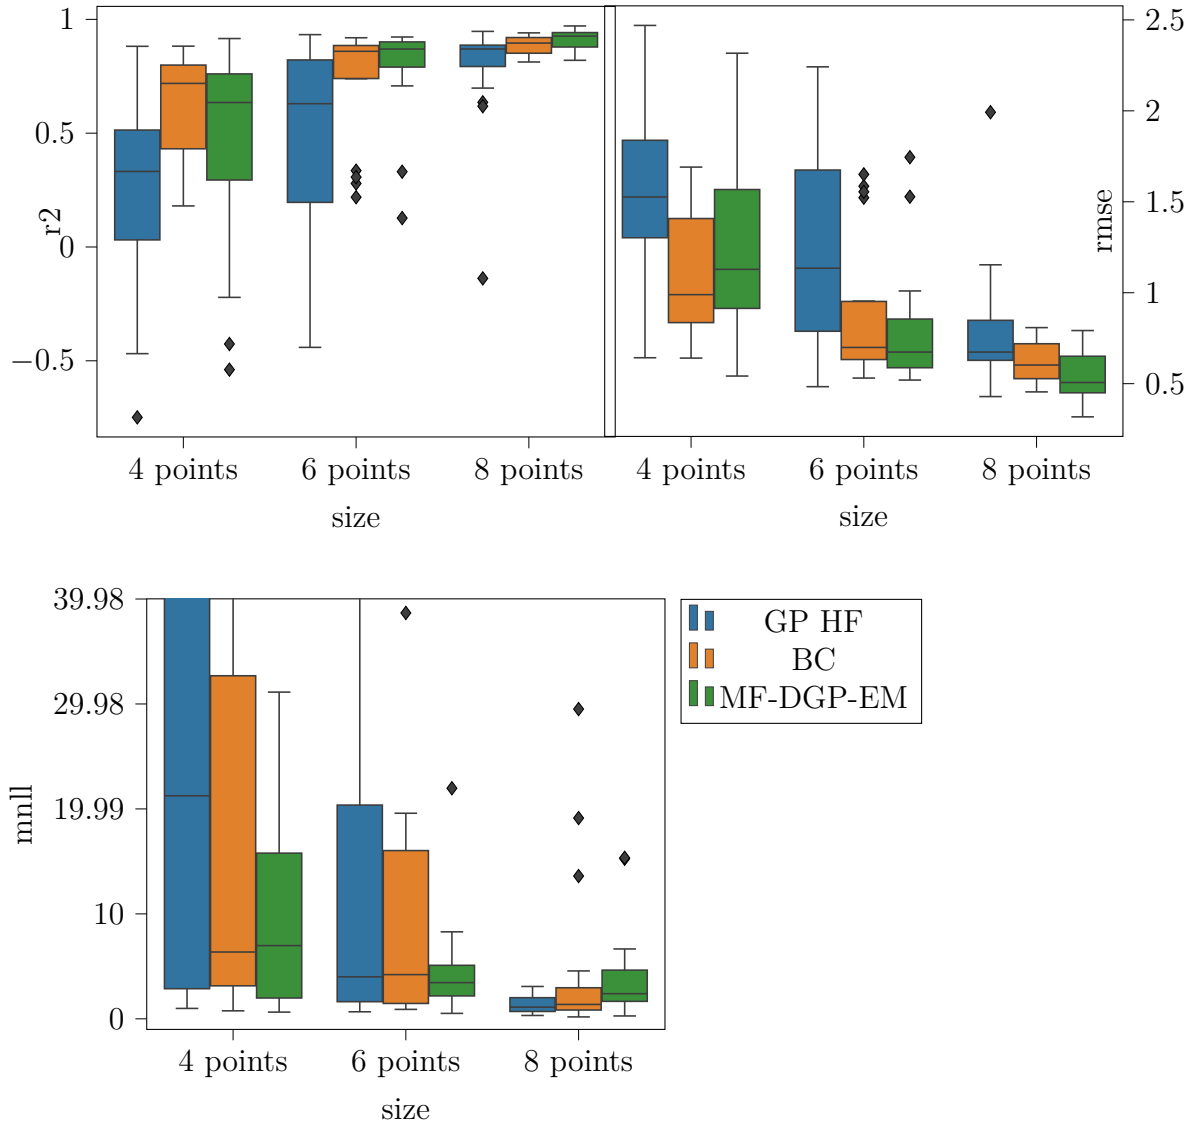 1
0.5
0
−0.5
r2
4 points
6 points
8 points
size
2.5
2
1.5
1
0.5
rmse
4 points
6 points
8 points
size
39.98
29.98
19.99
10
0
mnll
4 points
6 points
8 points
size
GP HF
BC
MF-DGP-EM